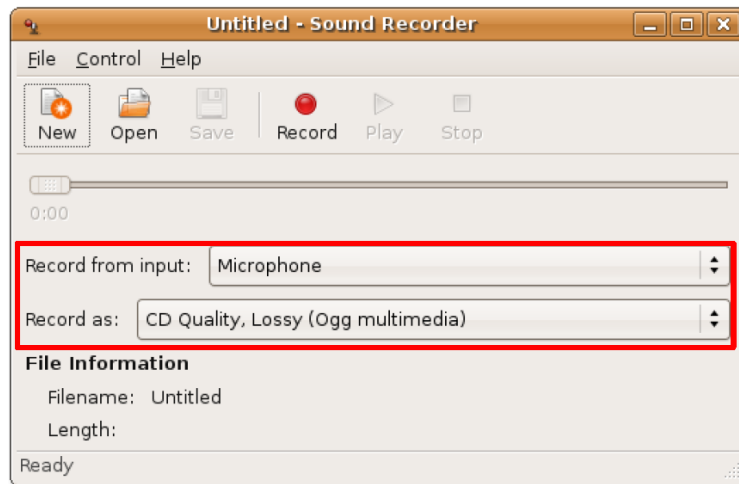 Untitled - Sound Recorder
File Control Help
New Open Save Record Play Stop
0:00
Record from input: Microphone
Record as: CD Quality, Lossy (Ogg multimedia)
File Information
Filename: Untitled
Length:
Ready